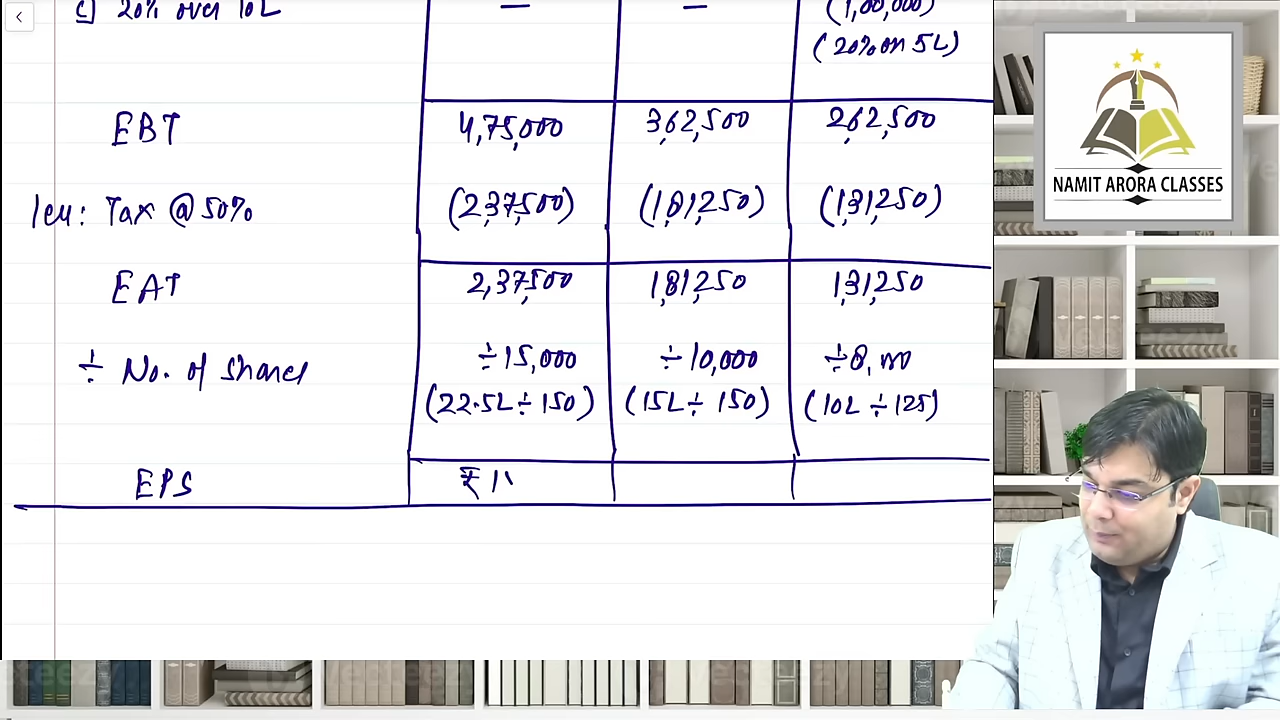 c) 20% over 10L — — (1,00,000)
(20% on 5L)
EBT 4,75,000 3,62,500 2,62,500
less: Tax @ 50% (2,37,500) (1,81,250) (1,31,250)
EAT 2,37,500 1,81,250 1,31,250
÷ No. of shares ÷ 15,000 ÷ 10,000 ÷ 8,000
(22.5L ÷ 150) (15L ÷ 150) (10L ÷ 125)
EPS ₹ 1
NAMIT ARORA CLASSES